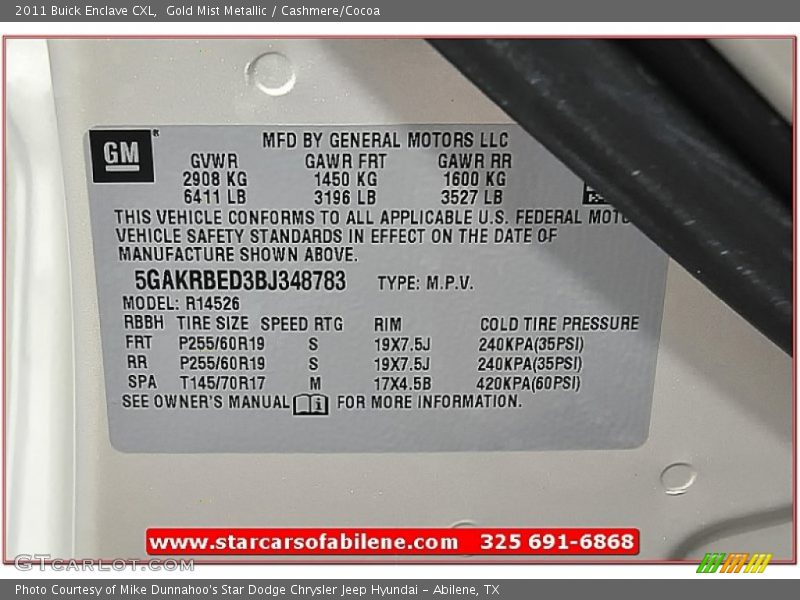 2011 Buick Enclave CXL,  Gold Mist Metallic / Cashmere/Cocoa
GM
MFD BY GENERAL MOTORS LLC
GVWR GAWR FRT GAWR RR
2908 KG 1450 KG 1600 KG
6411 LB 3196 LB 3527 LB
THIS VEHICLE CONFORMS TO ALL APPLICABLE U.S. FEDERAL MOTO
VEHICLE SAFETY STANDARDS IN EFFECT ON THE DATE OF
MANUFACTURE SHOWN ABOVE.
5GAKRBED3BJ348783 TYPE: M.P.V.
MODEL: R14526
RBBH TIRE SIZE SPEED RTG RIM COLD TIRE PRESSURE
FRT P255/60R19 S 19X7.5J 240KPA(35PSI)
RR P255/60R19 S 19X7.5J 240KPA(35PSI)
SPA T145/70R17 M 17X4.5B 420KPA(60PSI)
SEE OWNER'S MANUAL i FOR MORE INFORMATION.
www.starcarsofabilene.com 325 691-6868
GTCarLot.com
Photo Courtesy of Mike Dunnahoo's Star Dodge Chrysler Jeep Hyundai - Abilene, TX